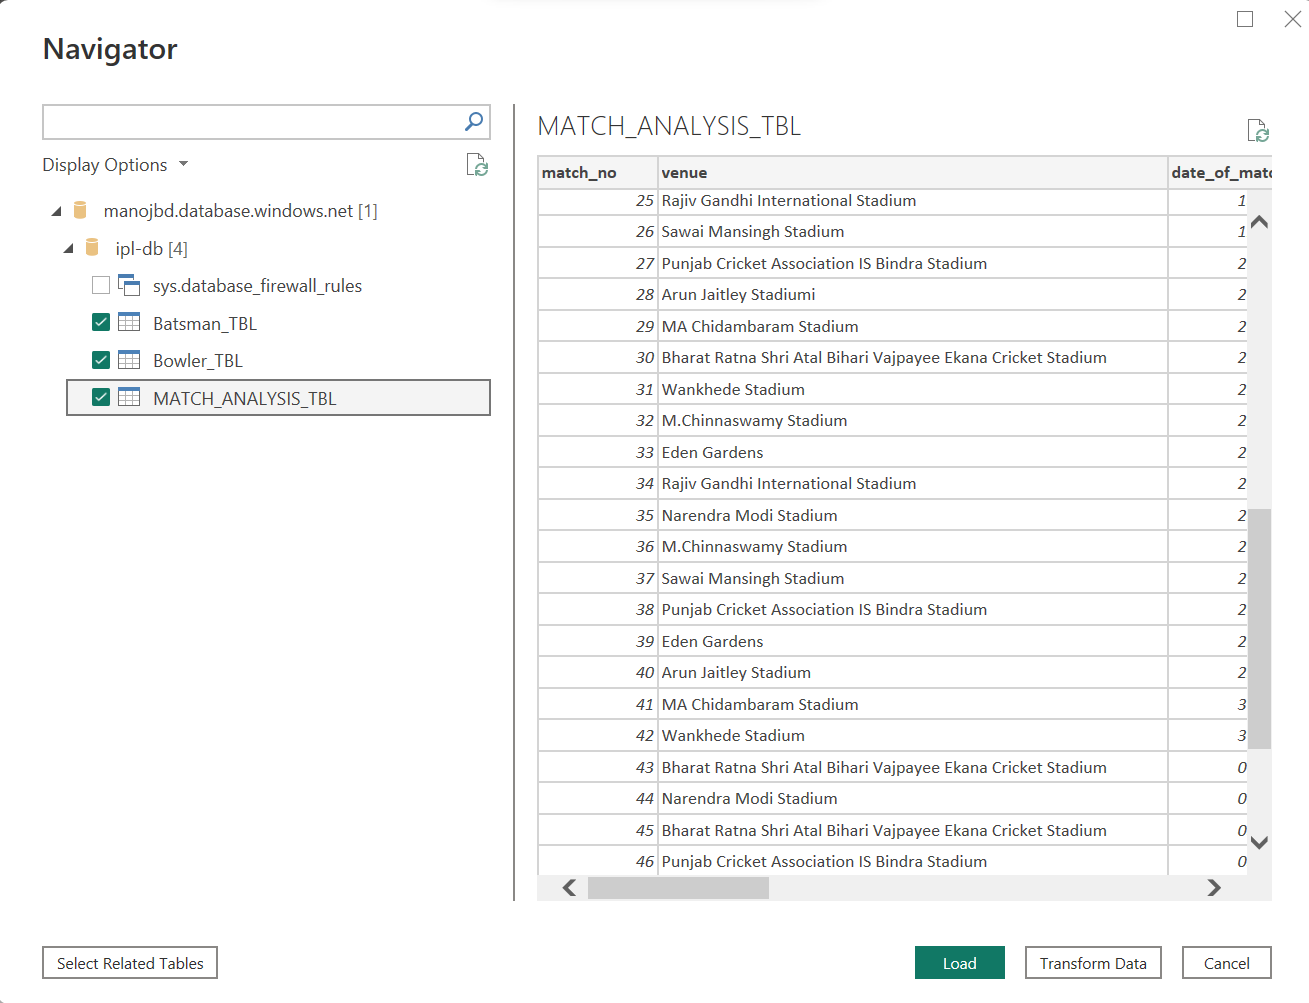 Navigator
Display Options
manojbd.database.windows.net [1]
ipl-db [4]
sys.database_firewall_rules
Batsman_TBL
Bowler_TBL
MATCH_ANALYSIS_TBL
MATCH_ANALYSIS_TBL
match_no venue date_of_matc
25 Rajiv Gandhi International Stadium 1
26 Sawai Mansingh Stadium 1
27 Punjab Cricket Association IS Bindra Stadium 2
28 Arun Jaitley Stadiumi 2
29 MA Chidambaram Stadium 2
30 Bharat Ratna Shri Atal Bihari Vajpayee Ekana Cricket Stadium 2
31 Wankhede Stadium 2
32 M.Chinnaswamy Stadium 2
33 Eden Gardens 2
34 Rajiv Gandhi International Stadium 2
35 Narendra Modi Stadium 2
36 M.Chinnaswamy Stadium 2
37 Sawai Mansingh Stadium 2
38 Punjab Cricket Association IS Bindra Stadium 2
39 Eden Gardens 2
40 Arun Jaitley Stadium 2
41 MA Chidambaram Stadium 3
42 Wankhede Stadium 3
43 Bharat Ratna Shri Atal Bihari Vajpayee Ekana Cricket Stadium 0
44 Narendra Modi Stadium 0
45 Bharat Ratna Shri Atal Bihari Vajpayee Ekana Cricket Stadium 0
46 Punjab Cricket Association IS Bindra Stadium 0
Select Related Tables
Load
Transform Data
Cancel